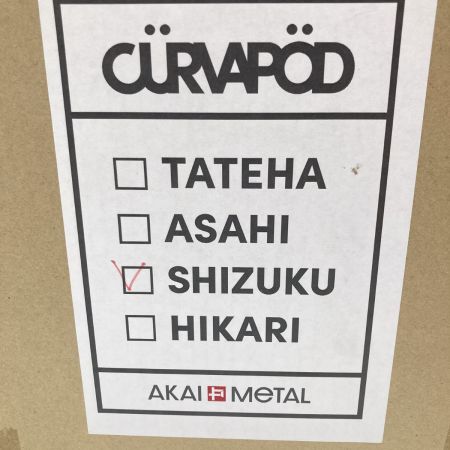 CÜRVAPÖD
TATEHA
ASAHI
SHIZUKU
HIKARI
AKAI METAL